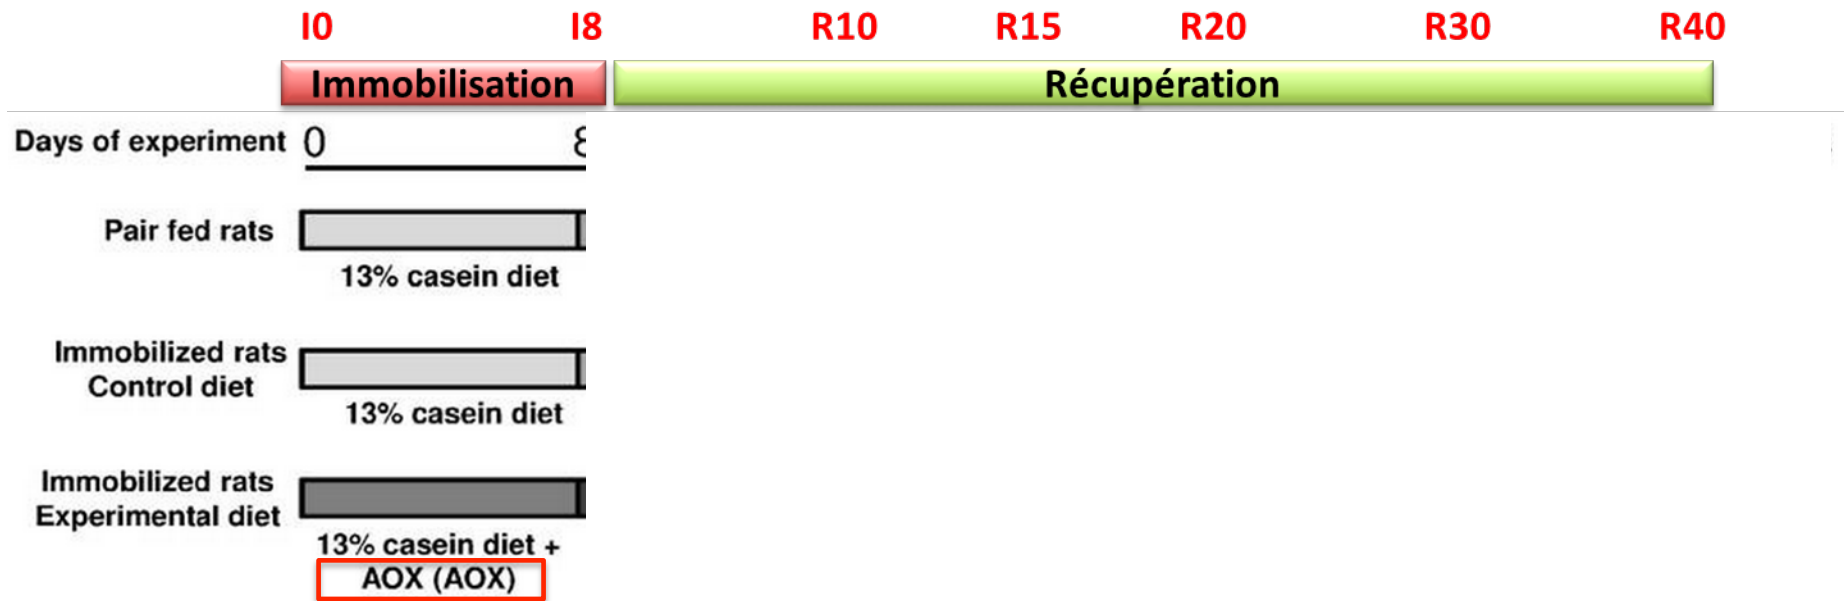 I0 I8 R10 R15 R20 R30 R40
Immobilisation Récupération
Days of experiment 0 8
Pair fed rats
13% casein diet
Immobilized rats
Control diet
13% casein diet
Immobilized rats
Experimental diet
13% casein diet +
AOX (AOX)